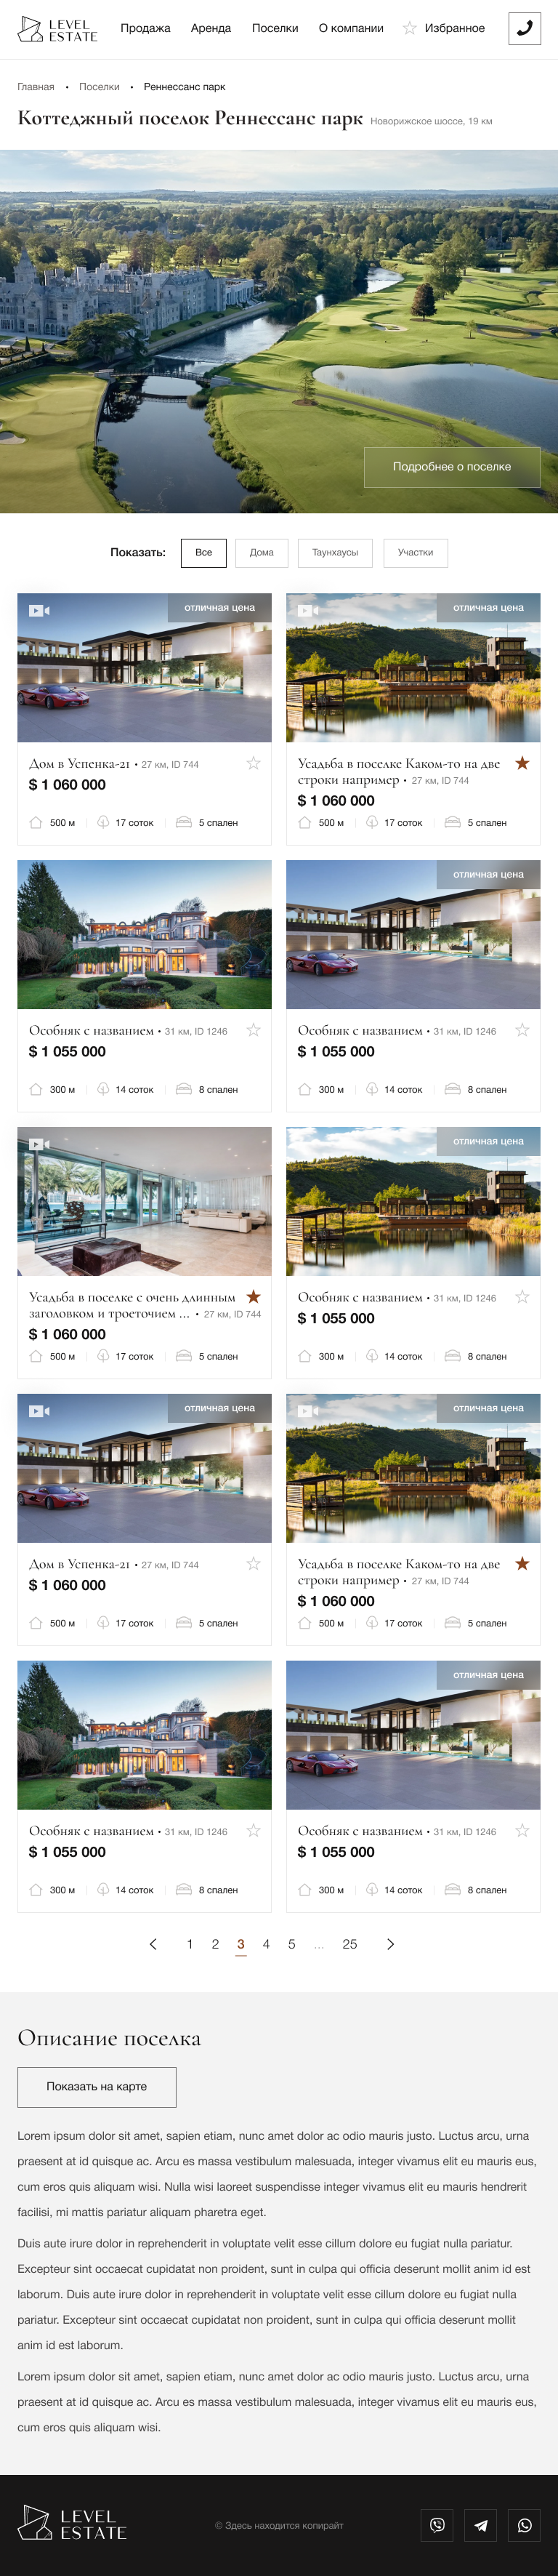 LEVEL
ESTATE
Продажа
Аренда
Поселки
О компании
Избранное
Главная • Поселки • Реннессанс парк
Коттеджный поселок Реннессанс парк Новорижское шоссе, 19 км
Подробнее о поселке
Показать:
Все
Дома
Таунхаусы
Участки
отличная цена
Дом в Успенка-21 • 27 км, ID 744
$ 1 060 000
500 м
17 соток
5 спален
отличная цена
Усадьба в поселке Каком-то на две
строки например • 27 км, ID 744
$ 1 060 000
500 м
17 соток
5 спален
Особняк с названием • 31 км, ID 1246
$ 1 055 000
300 м
14 соток
8 спален
отличная цена
Особняк с названием • 31 км, ID 1246
$ 1 055 000
300 м
14 соток
8 спален
Усадьба в поселке с очень длинным
заголовком и троеточием ... • 27 км, ID 744
$ 1 060 000
500 м
17 соток
5 спален
отличная цена
Особняк с названием • 31 км, ID 1246
$ 1 055 000
300 м
14 соток
8 спален
отличная цена
Дом в Успенка-21 • 27 км, ID 744
$ 1 060 000
500 м
17 соток
5 спален
отличная цена
Усадьба в поселке Каком-то на две
строки например • 27 км, ID 744
$ 1 060 000
500 м
17 соток
5 спален
Особняк с названием • 31 км, ID 1246
$ 1 055 000
300 м
14 соток
8 спален
отличная цена
Особняк с названием • 31 км, ID 1246
$ 1 055 000
300 м
14 соток
8 спален
1 2 3 4 5 ... 25
Описание поселка
Показать на карте
Lorem ipsum dolor sit amet, sapien etiam, nunc amet dolor ac odio mauris justo. Luctus arcu, urna
praesent at id quisque ac. Arcu es massa vestibulum malesuada, integer vivamus elit eu mauris eus,
cum eros quis aliquam wisi. Nulla wisi laoreet suspendisse integer vivamus elit eu mauris hendrerit
facilisi, mi mattis pariatur aliquam pharetra eget.
Duis aute irure dolor in reprehenderit in voluptate velit esse cillum dolore eu fugiat nulla pariatur.
Excepteur sint occaecat cupidatat non proident, sunt in culpa qui officia deserunt mollit anim id est
laborum. Duis aute irure dolor in reprehenderit in voluptate velit esse cillum dolore eu fugiat nulla
pariatur. Excepteur sint occaecat cupidatat non proident, sunt in culpa qui officia deserunt mollit
anim id est laborum.
Lorem ipsum dolor sit amet, sapien etiam, nunc amet dolor ac odio mauris justo. Luctus arcu, urna
praesent at id quisque ac. Arcu es massa vestibulum malesuada, integer vivamus elit eu mauris eus,
cum eros quis aliquam wisi.
LEVEL
ESTATE
© Здесь находится копирайт